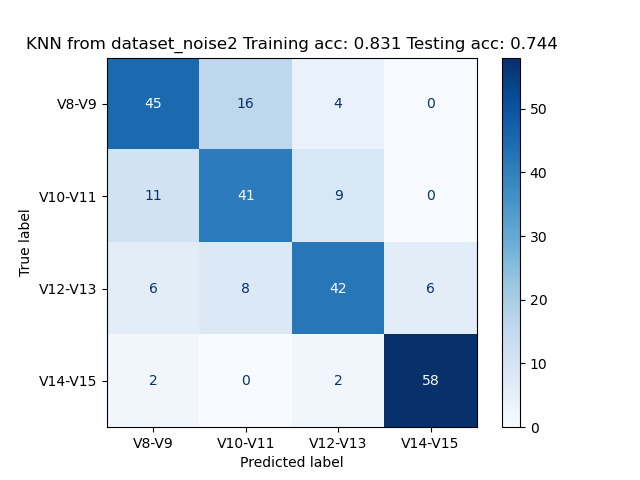 KNN from dataset_noise2 Training acc: 0.831 Testing acc: 0.744
V8-V9 45 16 4 0
V10-V11 11 41 9 0
V12-V13 6 8 42 6
V14-V15 2 0 2 58
V8-V9 V10-V11 V12-V13 V14-V15
Predicted label
True label
50
40
30
20
10
0